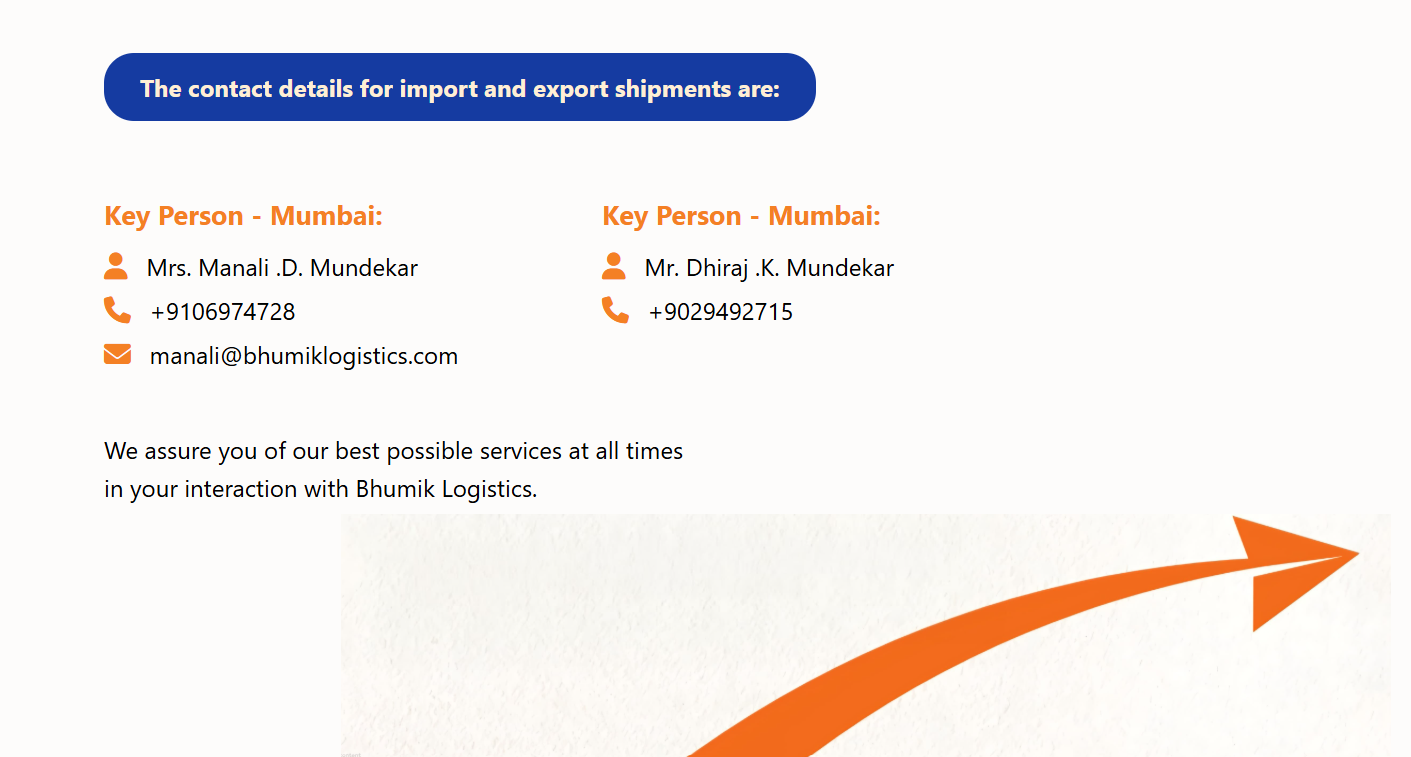 The contact details for import and export shipments are:
Key Person - Mumbai:
Mrs. Manali .D. Mundekar
+9106974728
manali@bhumiklogistics.com
Key Person - Mumbai:
Mr. Dhiraj .K. Mundekar
+9029492715
We assure you of our best possible services at all times
in your interaction with Bhumik Logistics.